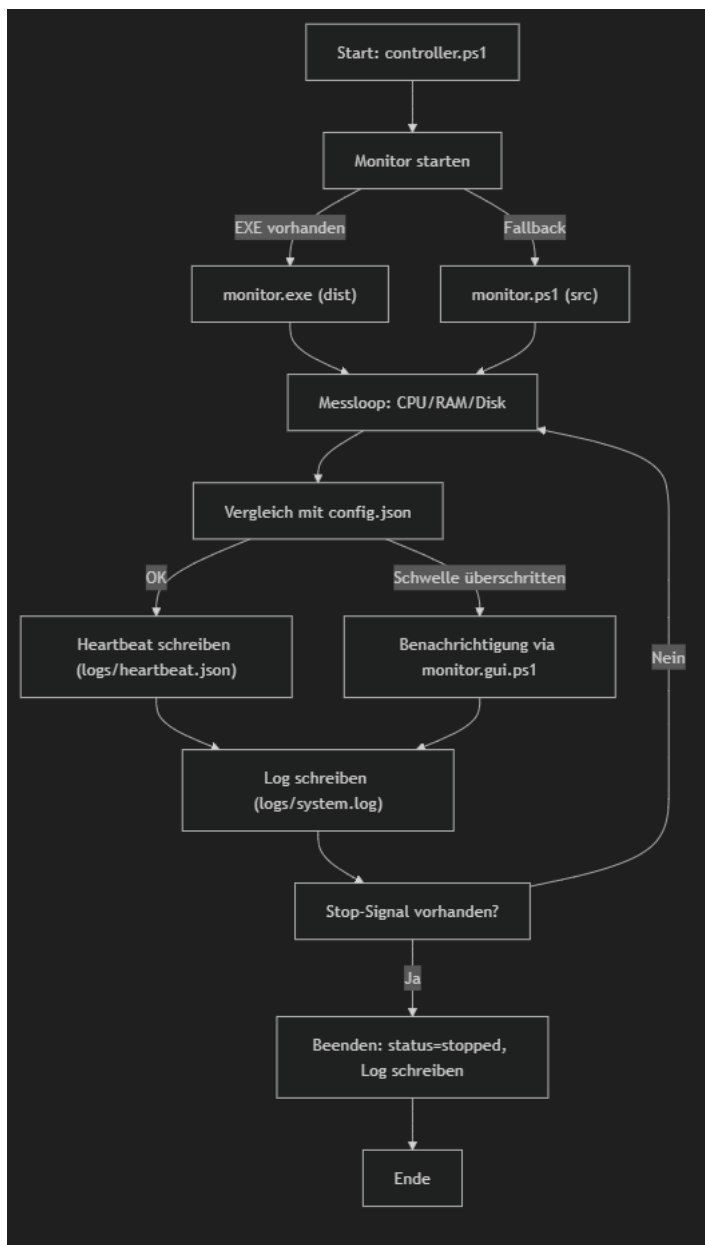 Start: controller.ps1
Monitor starten
EXE vorhanden
Fallback
monitor.exe (dist)
monitor.ps1 (src)
Messloop: CPU/RAM/Disk
Vergleich mit config.json
OK
Schwelle überschritten
Heartbeat schreiben
(logs/heartbeat.json)
Benachrichtigung via
monitor.gui.ps1
Nein
Log schreiben
(logs/system.log)
Stop-Signal vorhanden?
Ja
Beenden: status=stopped,
Log schreiben
Ende